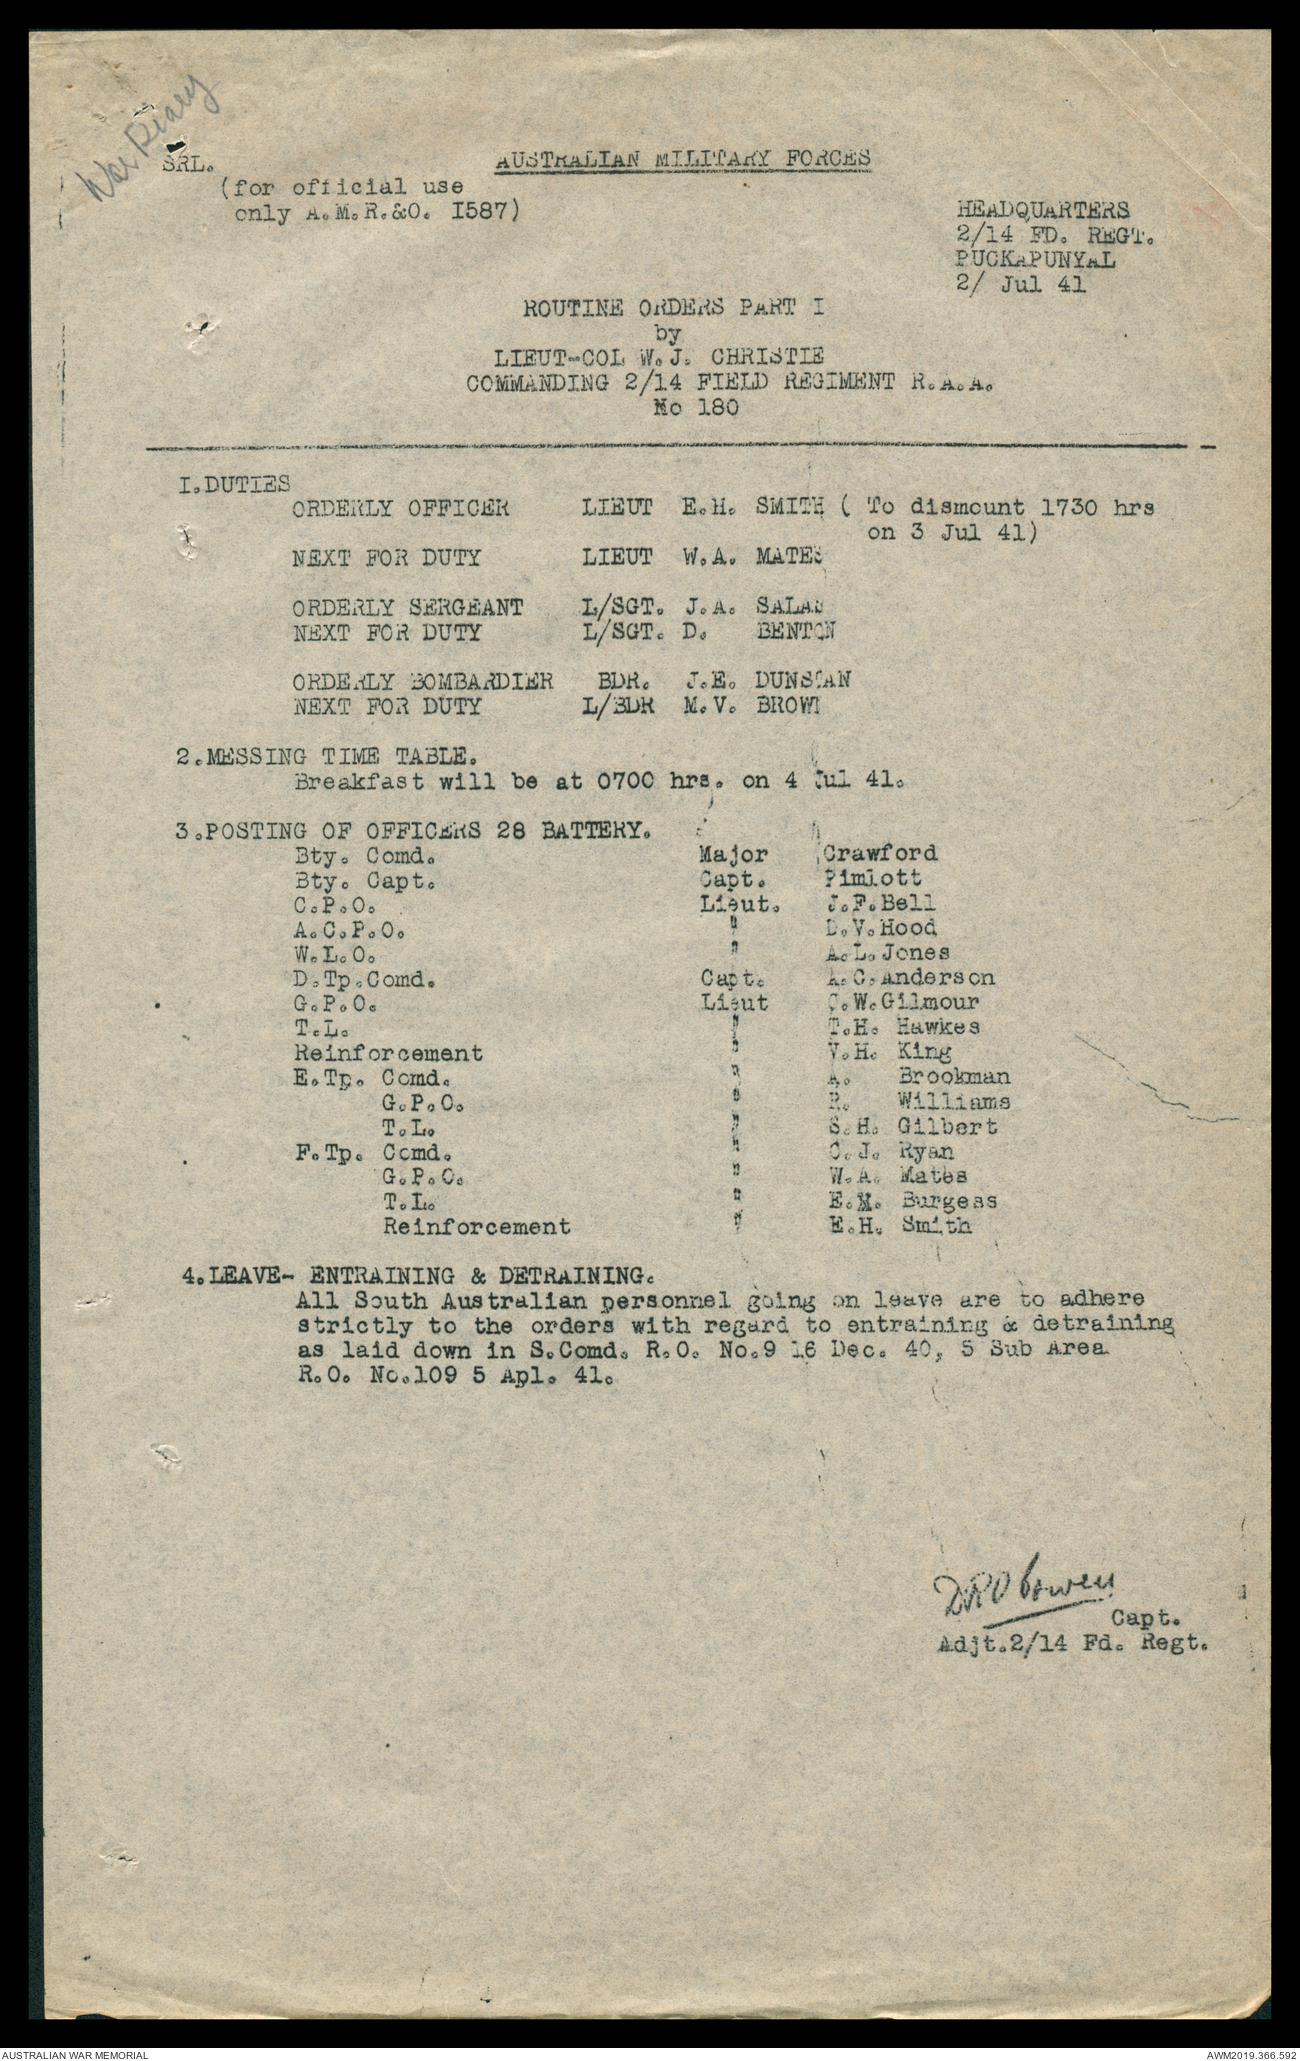 War Diary
SRL.
AUSTRALIAN MILITARY FORCES
(for official use
only A.M.R.&O. I587)
HEADQUARTERS
2/14 FD. REGT.
PUCKAPUNYAL
2/ Jul 41
ROUTINE ORDERS PART I
by
LIEUT-COL W.J. CHRISTIE
COMMANDING 2/14 FIELD REGIMENT R.A.A.
No 180
I.DUTIES
ORDERLY OFFICER LIEUT E.H. SMITH ( To dismount 1730 hrs
on 3 Jul 41)
NEXT FOR DUTY LIEUT W.A. MATES
ORDERLY SERGEANT L/SGT. J.A. SALAS
NEXT FOR DUTY L/SGT. D. BENTON
ORDERLY BOMBARDIER BDR. J.E. DUNSTAN
NEXT FOR DUTY L/BDR M.V. BROWN
2.MESSING TIME TABLE.
Breakfast will be at 0700 hrs. on 4 Jul 41.
3.POSTING OF OFFICERS 28 BATTERY.
Bty. Comd. Major Crawford
Bty. Capt. Capt. Pimlott
C.P.O. Lieut. J.F.Bell
A.C.P.O. " D.V.Hood
W.L.O. " A.L.Jones
D.Tp.Comd. Capt. A.C.Anderson
G.P.O. Lieut C.W.Gilmour
T.L. " T.H. Hawkes
Reinforcement " V.H. King
E.Tp. Comd. " A. Brookman
G.P.O. " R. Williams
T.L. " S.H. Gilbert
F.Tp. Comd. " C.J. Ryan
G.P.O. " W.A. Mates
T.L. " E.M. Burgess
Reinforcement " E.H. Smith
4.LEAVE- ENTRAINING & DETRAINING.
All South Australian personnel going on leave are to adhere
strictly to the orders with regard to entraining & detraining
as laid down in S.Comd. R.O. No.9 16 Dec. 40, 5 Sub Area
R.O. No.109 5 Apl. 41.
Capt.
Adjt.2/14 Fd. Regt.
AUSTRALIAN WAR MEMORIAL
AWM2019.366.592